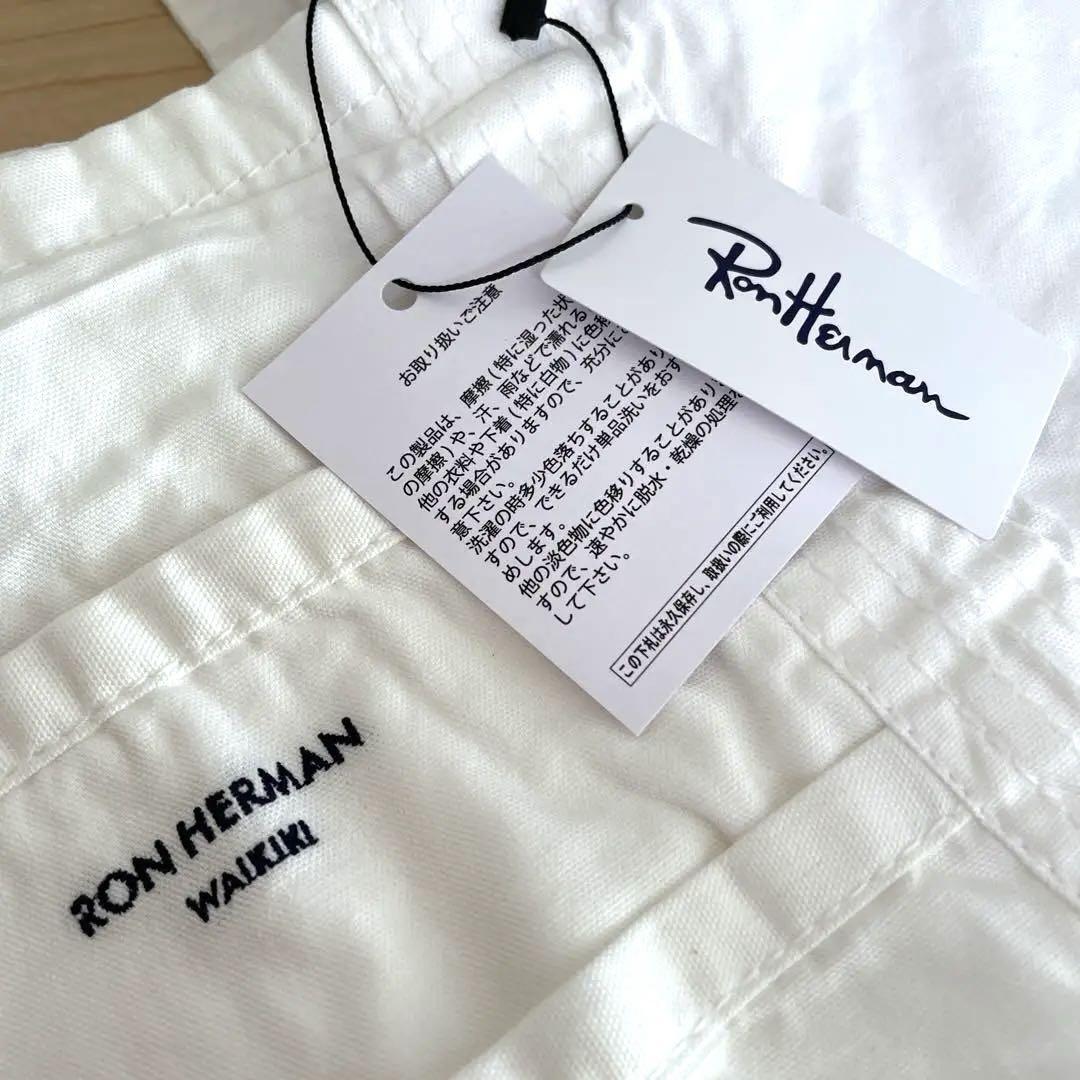 Ron Herman
お取り扱いご注意
この製品は、摩擦(特に湿った状
の摩擦)や、汗、雨などで濡れる
他の衣料や下着(特に白物)に色移
する場合がありますので、充分にご
意下さい。
洗濯の時多少色落ちすることがあり
すので、できるだけ単品洗いをおす
めします。
他の淡色物に色移りすることがあり
すので、速やかに脱水・乾燥の処理
して下さい。
この下札は永久保存し、取扱いの際にご利用してください。
RON HERMAN
WAIKIKI